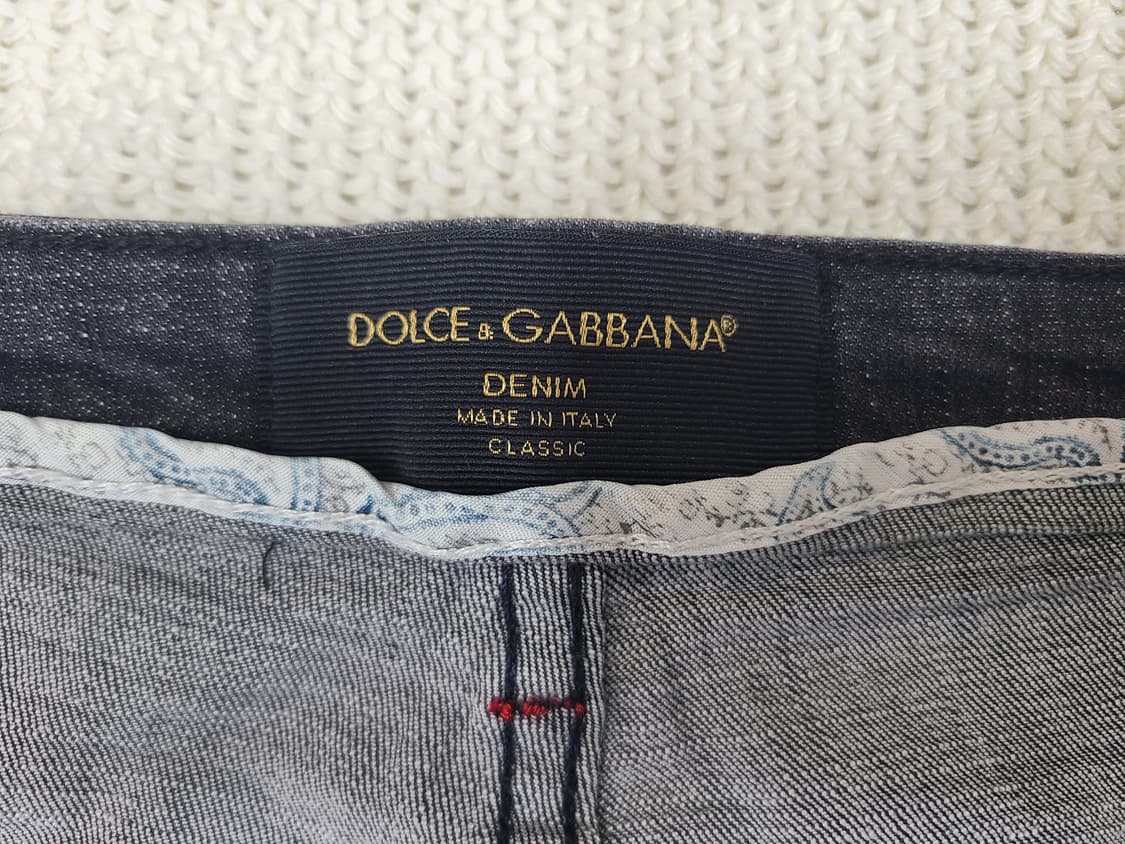 DOLCE & GABBANA®
DENIM
MADE IN ITALY
CLASSIC